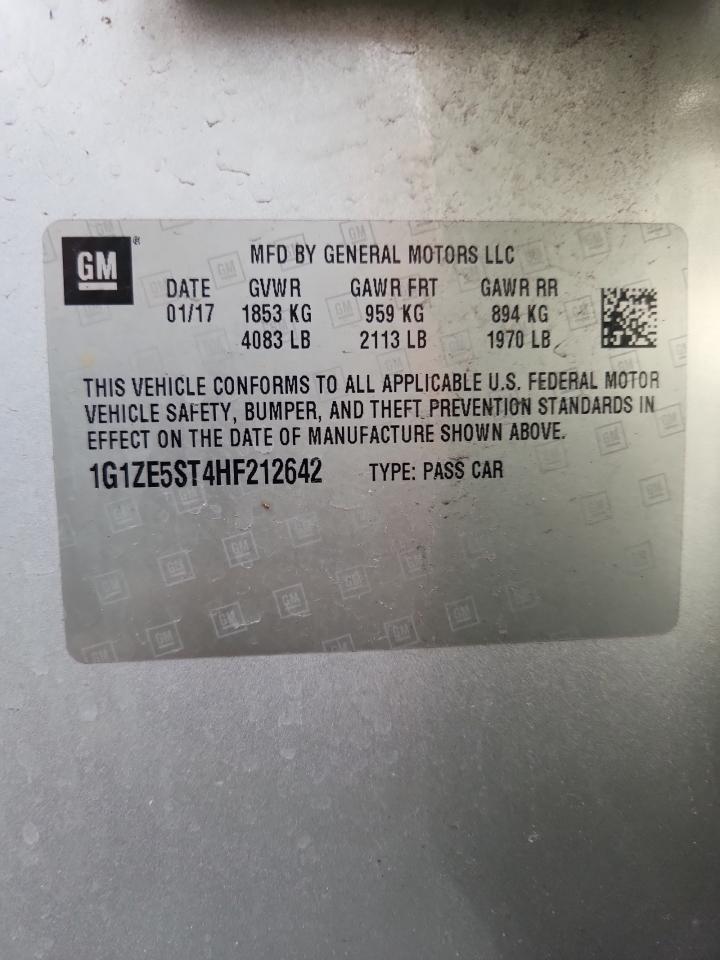 GM®
MFD BY GENERAL MOTORS LLC
DATE GVWR GAWR FRT GAWR RR
01/17 1853 KG 959 KG 894 KG
4083 LB 2113 LB 1970 LB
THIS VEHICLE CONFORMS TO ALL APPLICABLE U.S. FEDERAL MOTOR
VEHICLE SAFETY, BUMPER, AND THEFT PREVENTION STANDARDS IN
EFFECT ON THE DATE OF MANUFACTURE SHOWN ABOVE.
1G1ZE5ST4HF212642 TYPE: PASS CAR